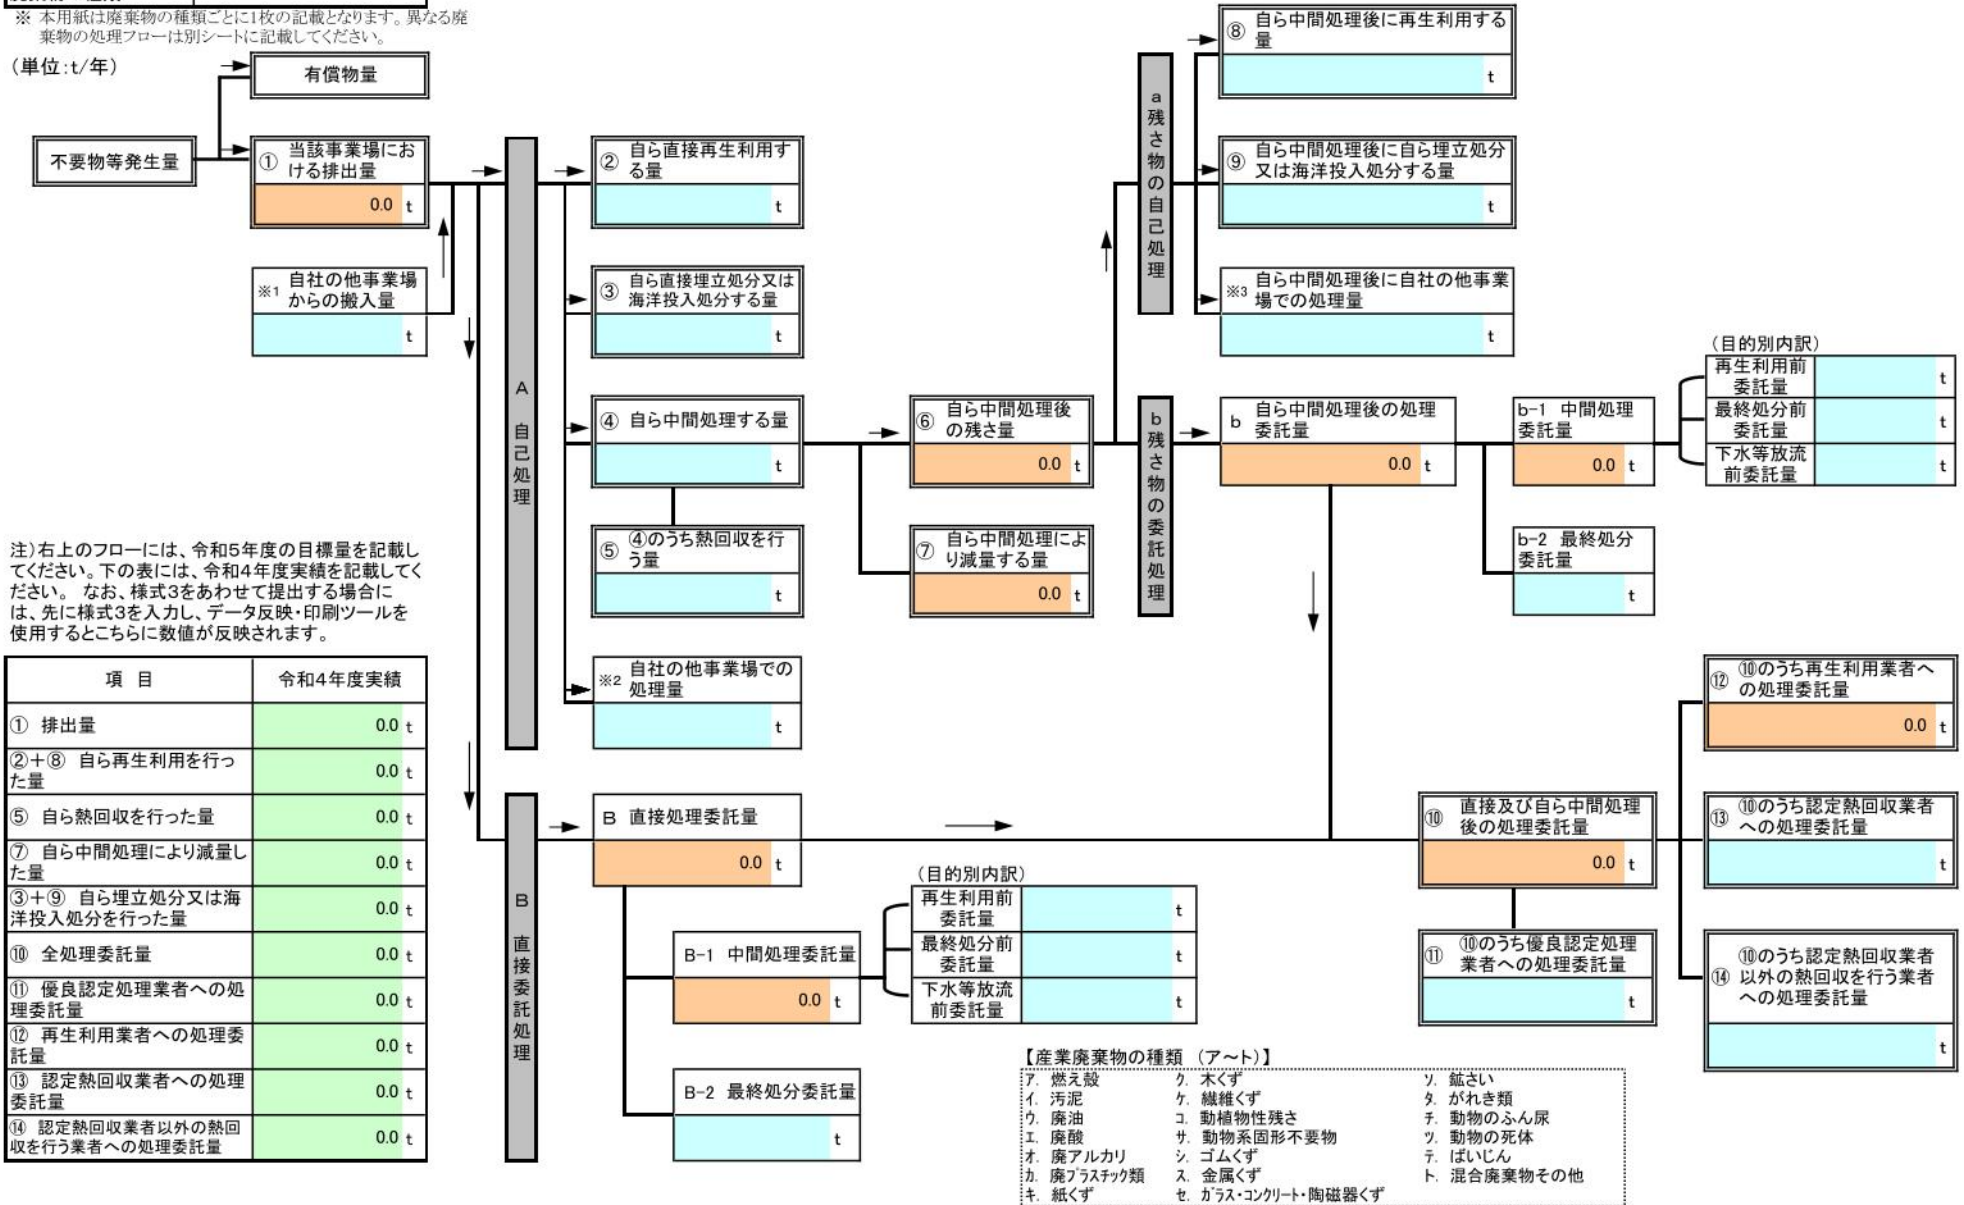 ※ 本用紙は廃棄物の種類ごとに1枚の記載となります。異なる廃
棄物の処理フローは別シートに記載してください。
(単位:t/年)
有償物量
不要物等発生量
① 当該事業場にお
ける排出量
0.0 t
※1 自社の他事業場
からの搬入量
t
A 自己処理
② 自ら直接再生利用す
る量
t
③ 自ら直接埋立処分又は
海洋投入処分する量
t
④ 自ら中間処理する量
t
⑤ ④のうち熱回収を行
う量
t
※2 自社の他事業場での
処理量
t
⑥ 自ら中間処理後
の残さ量
0.0 t
⑦ 自ら中間処理によ
り減量する量
0.0 t
a 残さ物の自己処理
⑧ 自ら中間処理後に再生利用する
量
t
⑨ 自ら中間処理後に自ら埋立処分
又は海洋投入処分する量
t
※3 自ら中間処理後に自社の他事業
場での処理量
t
b 残さ物の委託処理
b 自ら中間処理後の処理
委託量
0.0 t
b-1 中間処理
委託量
0.0 t
(目的別内訳)
再生利用前
委託量
t
最終処分前
委託量
t
下水等放流
前委託量
t
b-2 最終処分
委託量
t
注)右上のフローには、令和5年度の目標量を記載し
てください。下の表には、令和4年度実績を記載してく
ださい。 なお、様式3をあわせて提出する場合に
は、先に様式3を入力し、データ反映・印刷ツールを
使用するとこちらに数値が反映されます。
項 目 令和4年度実績
① 排出量 0.0 t
②+⑧ 自ら再生利用を行っ
た量 0.0 t
⑤ 自ら熱回収を行った量 0.0 t
⑦ 自ら中間処理により減量し
た量 0.0 t
③+⑨ 自ら埋立処分又は海
洋投入処分を行った量 0.0 t
⑩ 全処理委託量 0.0 t
⑪ 優良認定処理業者への処
理委託量 0.0 t
⑫ 再生利用業者への処理委
託量 0.0 t
⑬ 認定熱回収業者への処理
委託量 0.0 t
⑭ 認定熱回収業者以外の熱回
収を行う業者への処理委託量 0.0 t
B 直接委託処理
B 直接処理委託量
0.0 t
B-1 中間処理委託量
0.0 t
(目的別内訳)
再生利用前
委託量
t
最終処分前
委託量
t
下水等放流
前委託量
t
B-2 最終処分委託量
t
⑩ 直接及び自ら中間処理
後の処理委託量
0.0 t
⑪ ⑩のうち優良認定処理
業者への処理委託量
t
⑫ ⑩のうち再生利用業者へ
の処理委託量
0.0 t
⑬ ⑩のうち認定熱回収業者
への処理委託量
t
⑭ ⑩のうち認定熱回収業者
以外の熱回収を行う業者
への処理委託量
t
【産業廃棄物の種類 (ア~ト)】
ア. 燃え殻 ク. 木くず ソ. 鉱さい
イ. 汚泥 ケ. 繊維くず タ. がれき類
ウ. 廃油 コ. 動植物性残さ チ. 動物のふん尿
エ. 廃酸 サ. 動物系固形不要物 ツ. 動物の死体
オ. 廃アルカリ シ. ゴムくず テ. ばいじん
カ. 廃プラスチック類 ス. 金属くず ト. 混合廃棄物その他
キ. 紙くず セ. ガラス・コンクリート・陶磁器くず